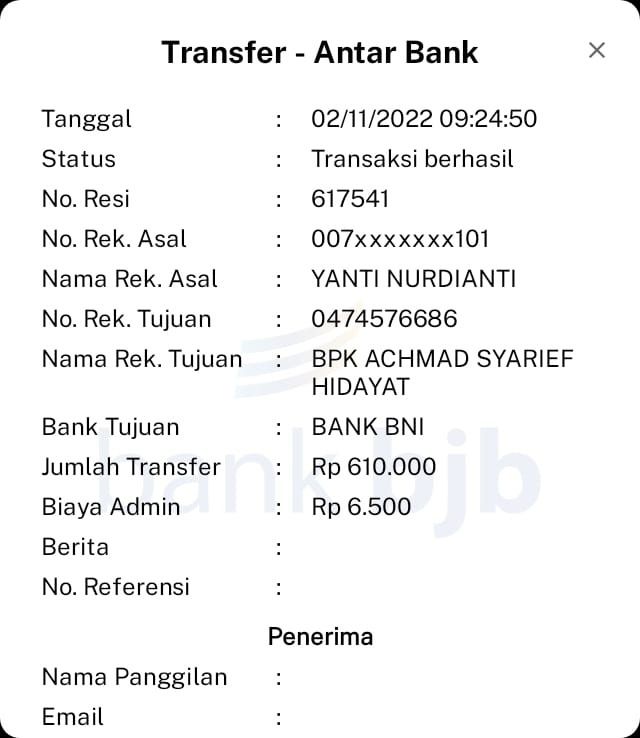 Transfer - Antar Bank
Tanggal : 02/11/2022 09:24:50
Status : Transaksi berhasil
No. Resi : 617541
No. Rek. Asal : 007xxxxxxx101
Nama Rek. Asal : YANTI NURDIANTI
No. Rek. Tujuan : 0474576686
Nama Rek. Tujuan : BPK ACHMAD SYARIEF
HIDAYAT
Bank Tujuan : BANK BNI
Jumlah Transfer : Rp 610.000
Biaya Admin : Rp 6.500
Berita :
No. Referensi :
Penerima
Nama Panggilan :
Email :
bank bjb